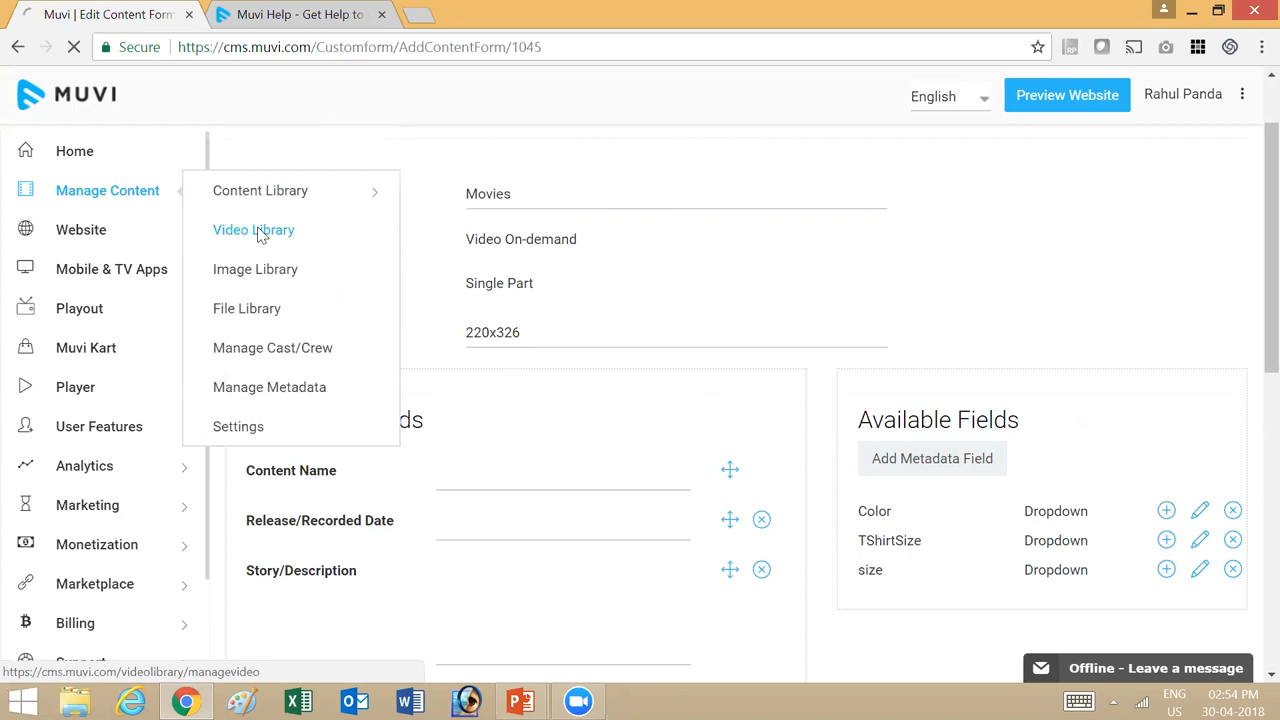 Muvi | Edit Content Form
Muvi Help - Get Help to
Secure
https://cms.muvi.com/Customform/AddContentForm/1045
MUVI
English
Preview Website
Rahul Panda
Home
Manage Content
Website
Mobile & TV Apps
Playout
Muvi Kart
Player
User Features
Analytics
Marketing
Monetization
Marketplace
Billing
Content Library
Video Library
Image Library
File Library
Manage Cast/Crew
Manage Metadata
Settings
Movies
Video On-demand
Single Part
220x326
Content Name
Release/Recorded Date
Story/Description
Available Fields
Add Metadata Field
Color Dropdown
TShirtSize Dropdown
size Dropdown
https://cms.muvi.com/videolibrary/managevideo
Offline - Leave a message
ENG
US
02:54 PM
30-04-2018